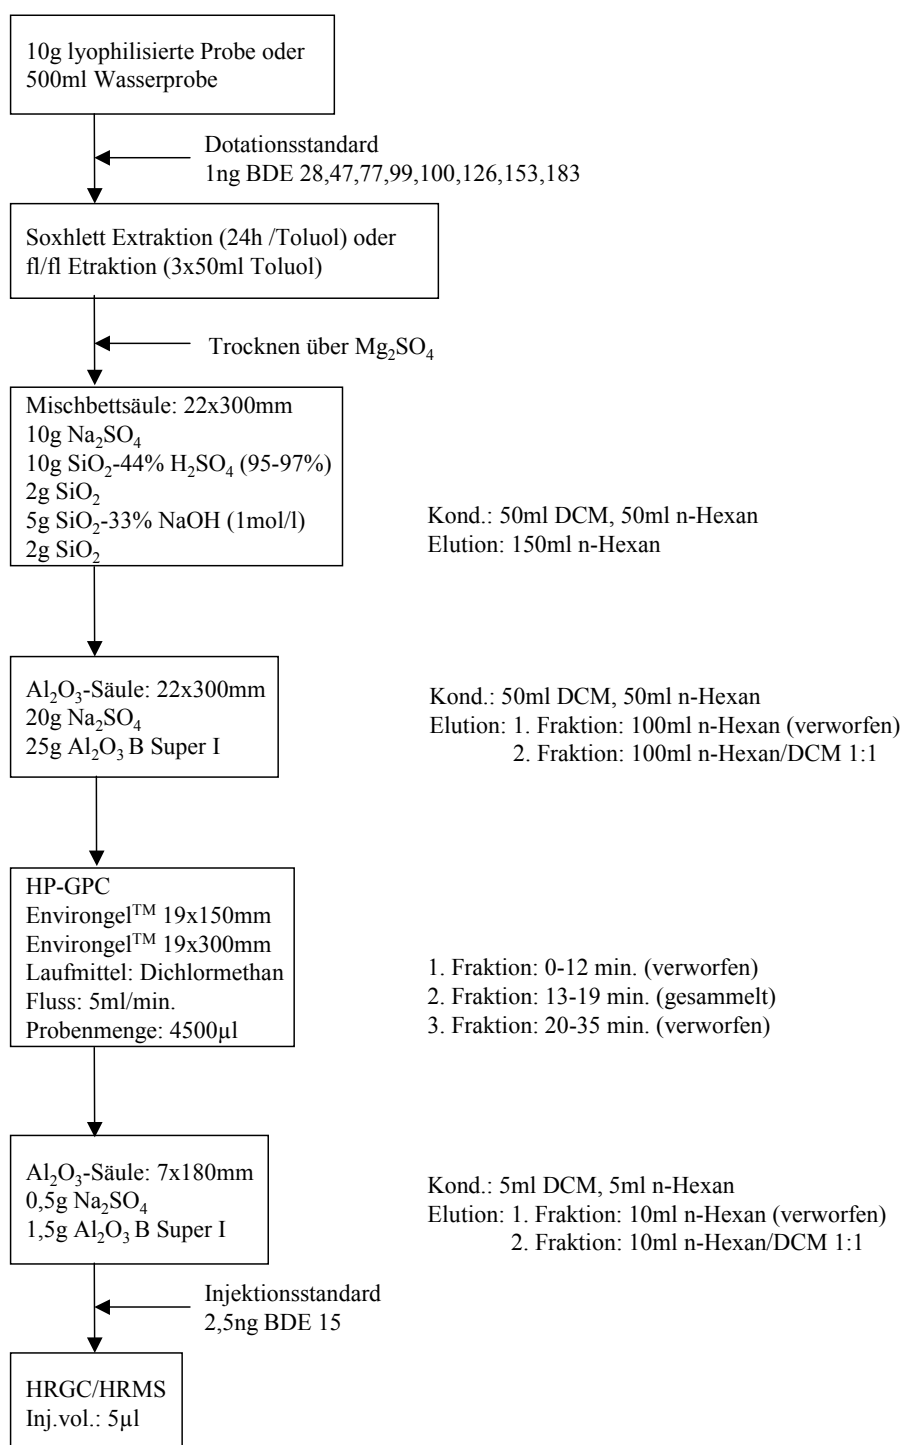 10g lyophilisierte Probe oder
500ml Wasserprobe
Dotationsstandard
1ng BDE 28,47,77,99,100,126,153,183
Soxhlett Extraktion (24h /Toluol) oder
fl/fl Etraktion (3x50ml Toluol)
Trocknen über Mg₂SO₄
Mischbettsäule: 22x300mm
10g Na₂SO₄
10g SiO₂-44% H₂SO₄ (95-97%)
2g SiO₂
5g SiO₂-33% NaOH (1mol/l)
2g SiO₂
Kond.: 50ml DCM, 50ml n-Hexan
Elution: 150ml n-Hexan
Al₂O₃-Säule: 22x300mm
20g Na₂SO₄
25g Al₂O₃ B Super I
Kond.: 50ml DCM, 50ml n-Hexan
Elution: 1. Fraktion: 100ml n-Hexan (verworfen)
2. Fraktion: 100ml n-Hexan/DCM 1:1
HP-GPC
Environgel™ 19x150mm
Environgel™ 19x300mm
Laufmittel: Dichlormethan
Fluss: 5ml/min.
Probenmenge: 4500µl
1. Fraktion: 0-12 min. (verworfen)
2. Fraktion: 13-19 min. (gesammelt)
3. Fraktion: 20-35 min. (verworfen)
Al₂O₃-Säule: 7x180mm
0,5g Na₂SO₄
1,5g Al₂O₃ B Super I
Kond.: 5ml DCM, 5ml n-Hexan
Elution: 1. Fraktion: 10ml n-Hexan (verworfen)
2. Fraktion: 10ml n-Hexan/DCM 1:1
Injektionsstandard
2,5ng BDE 15
HRGC/HRMS
Inj.vol.: 5µl